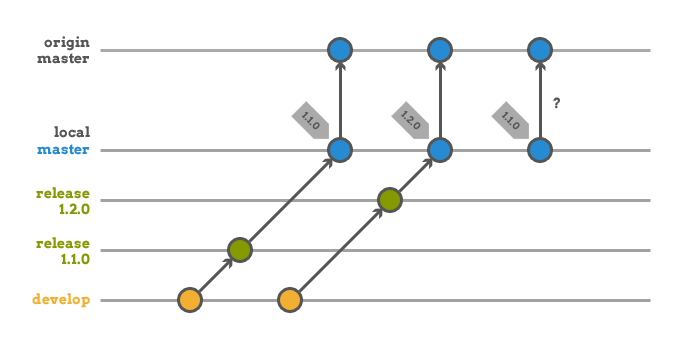 origin
master
1.1.0
1.2.0
1.1.0
?
local
master
release
1.2.0
release
1.1.0
develop